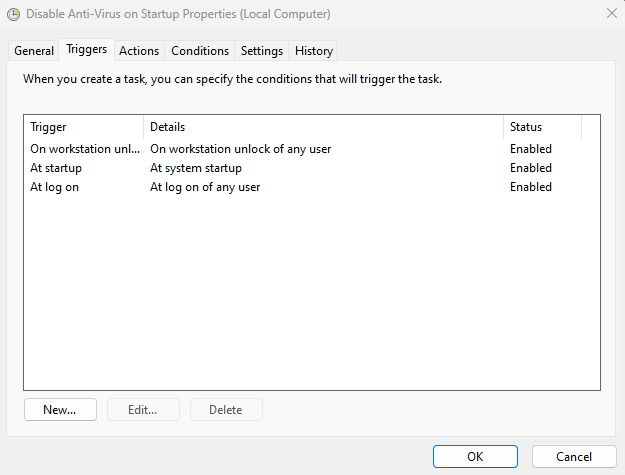 Disable Anti-Virus on Startup Properties (Local Computer)
General Triggers Actions Conditions Settings History
When you create a task, you can specify the conditions that will trigger the task.
Trigger Details Status
On workstation unl... On workstation unlock of any user Enabled
At startup At system startup Enabled
At log on At log on of any user Enabled
New... Edit... Delete
OK Cancel